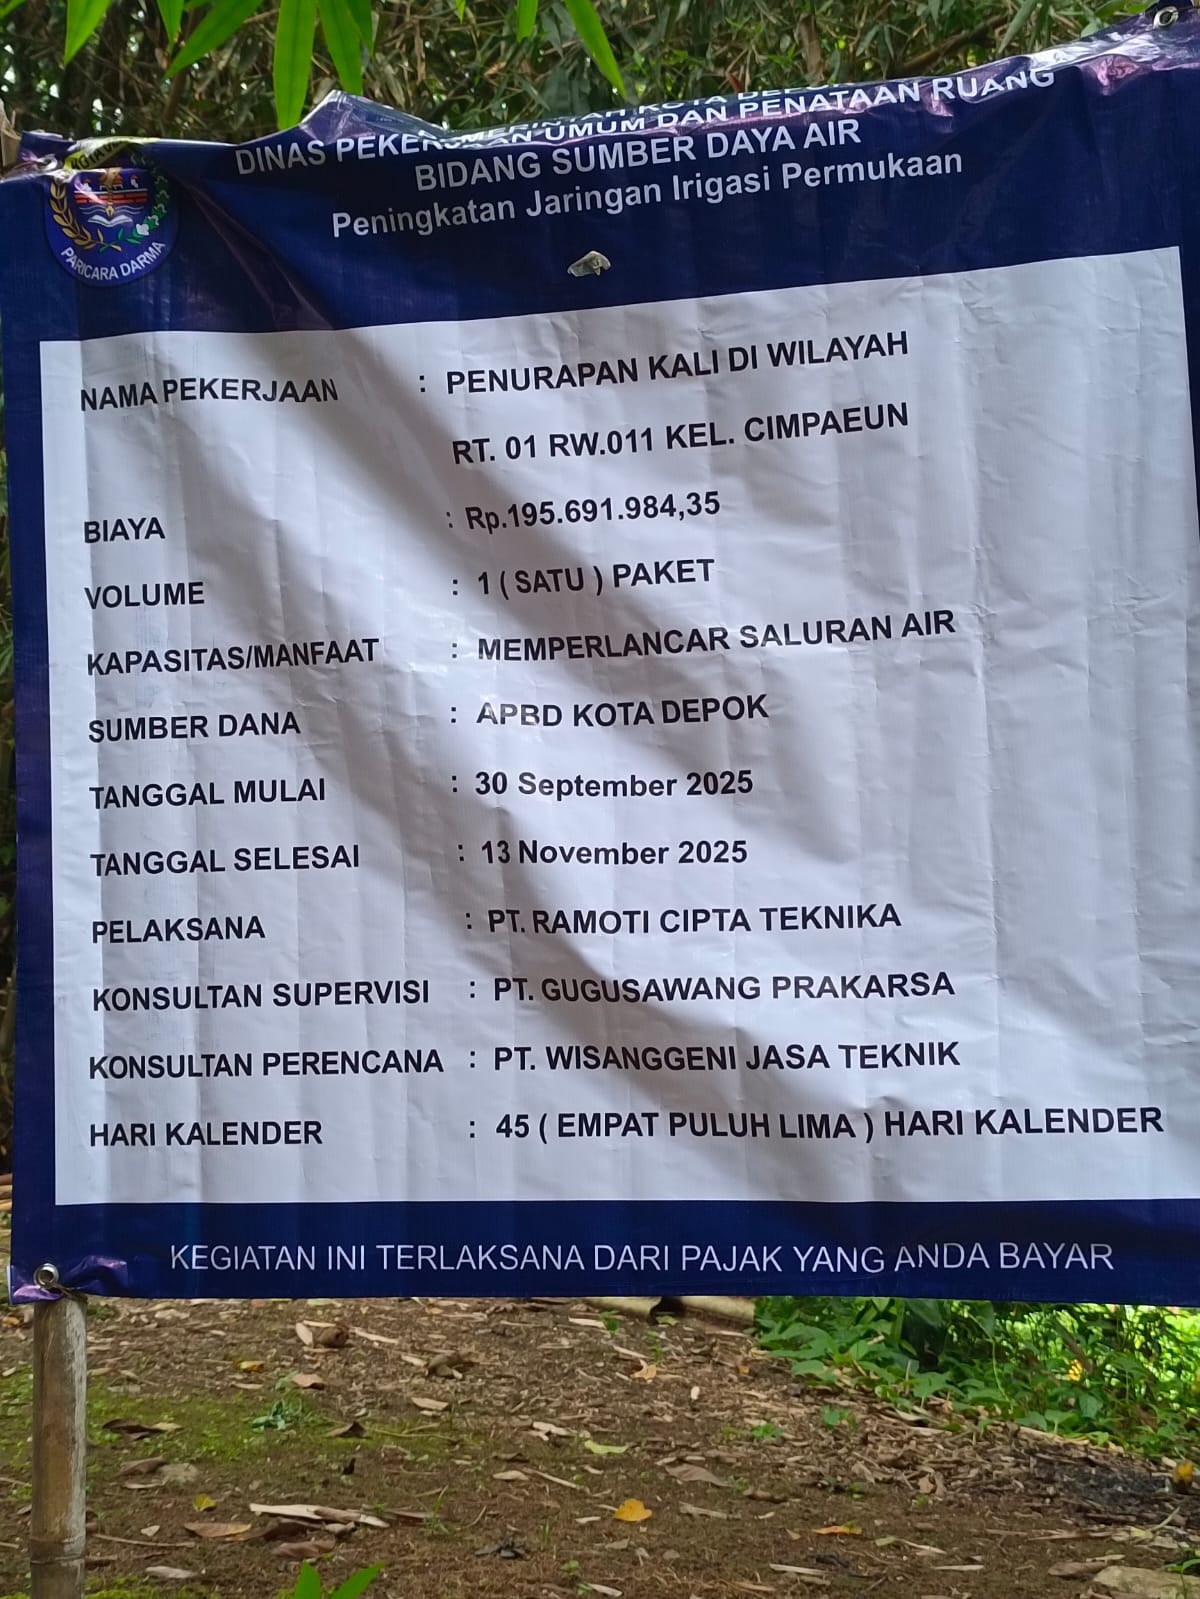 DINAS PEKERJAAN UMUM DAN PENATAAN RUANG
BIDANG SUMBER DAYA AIR
Peningkatan Jaringan Irigasi Permukaan
PARICARA DARMA
NAMA PEKERJAAN : PENURAPAN KALI DI WILAYAH
RT. 01 RW.011 KEL. CIMPAEUN
BIAYA : Rp.195.691.984,35
VOLUME : 1 ( SATU ) PAKET
KAPASITAS/MANFAAT : MEMPERLANCAR SALURAN AIR
SUMBER DANA : APBD KOTA DEPOK
TANGGAL MULAI : 30 September 2025
TANGGAL SELESAI : 13 November 2025
PELAKSANA : PT. RAMOTI CIPTA TEKNIKA
KONSULTAN SUPERVISI : PT. GUGUSAWANG PRAKARSA
KONSULTAN PERENCANA : PT. WISANGGENI JASA TEKNIK
HARI KALENDER : 45 ( EMPAT PULUH LIMA ) HARI KALENDER
KEGIATAN INI TERLAKSANA DARI PAJAK YANG ANDA BAYAR